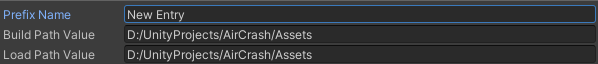 Prefix Name New Entry
Build Path Value D:/UnityProjects/AirCrash/Assets
Load Path Value D:/UnityProjects/AirCrash/Assets